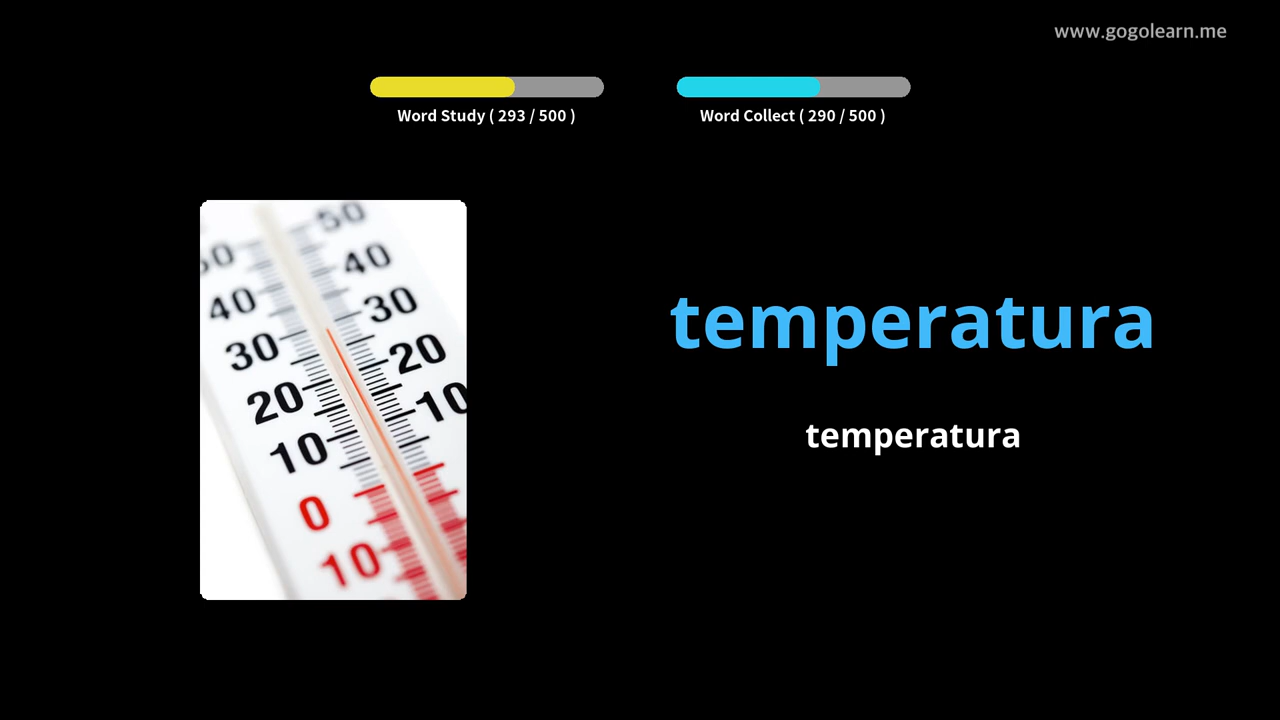 www.gogolearn.me
Word Study ( 293 / 500 )
Word Collect ( 290 / 500 )
50
40 40
30 30
20 20
10 10
0
10
temperatura
temperatura